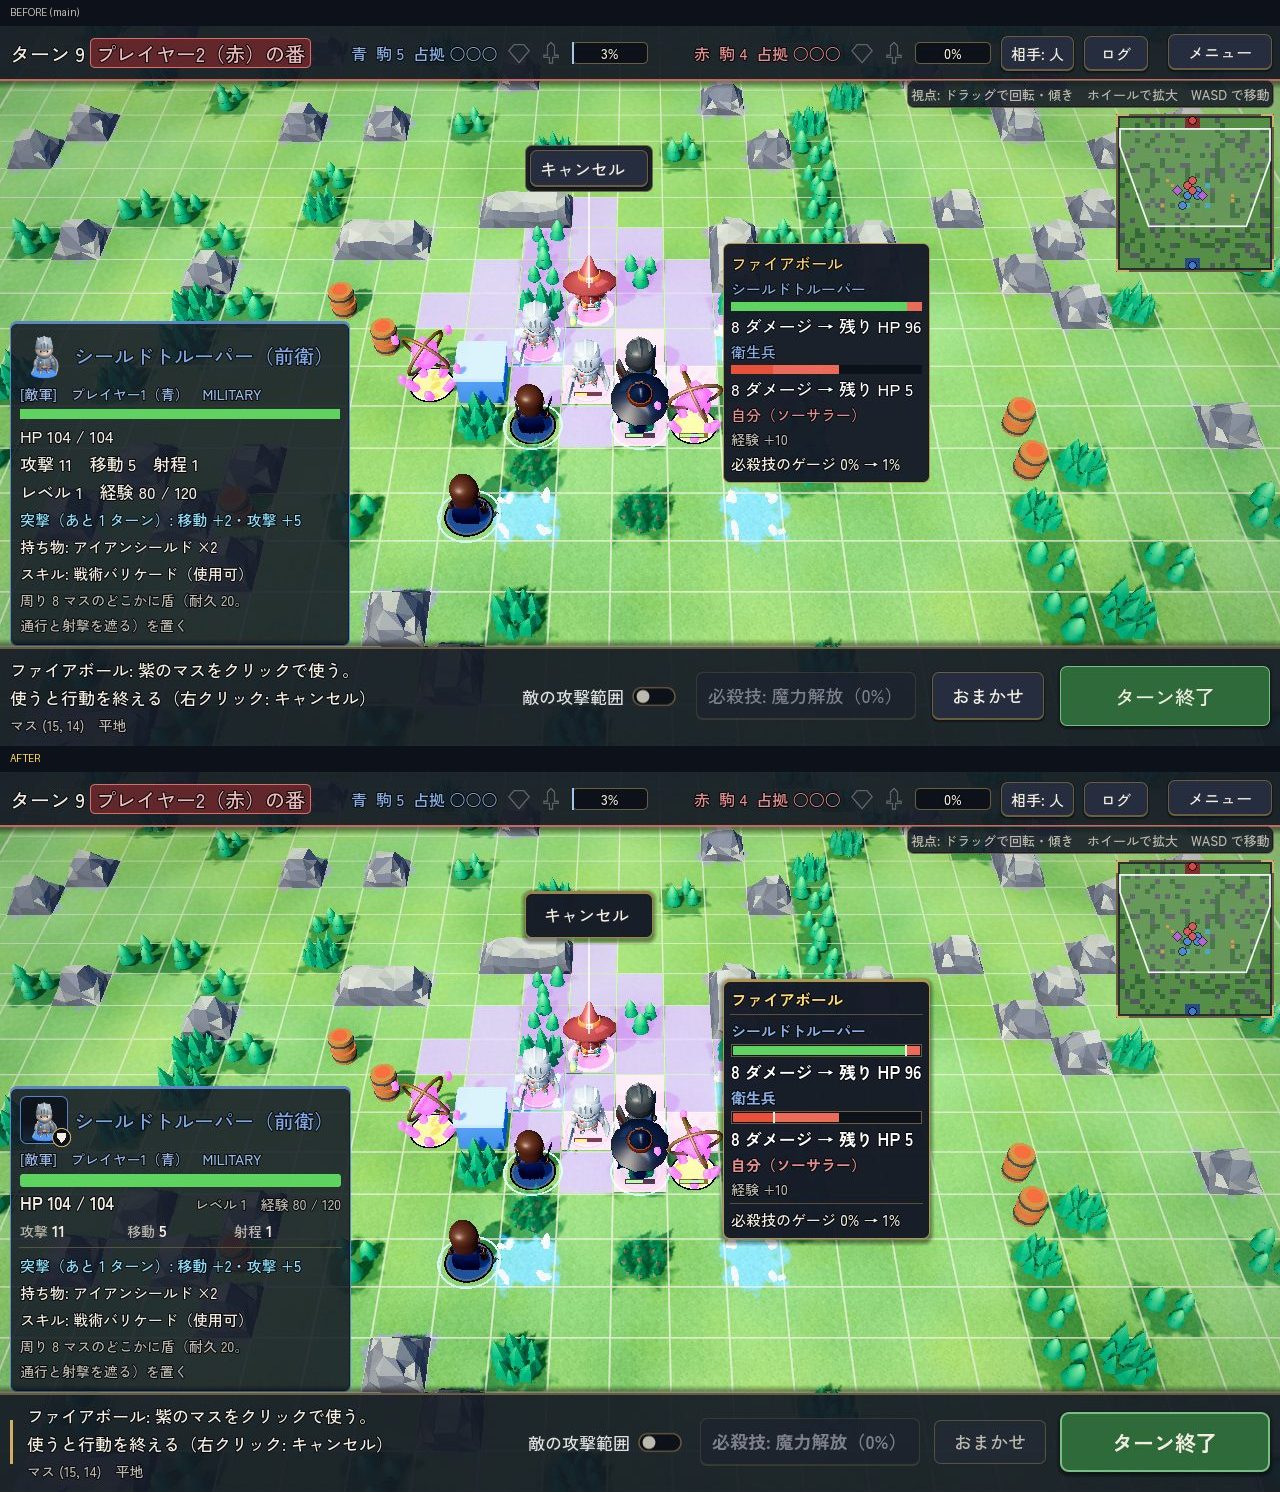 BEFORE (main)
ターン 9 プレイヤー2（赤）の番 青 駒 5 占拠 〇〇〇 3% 赤 駒 4 占拠 〇〇〇 0% 相手: 人 ログ メニュー
視点: ドラッグで回転・傾き ホイールで拡大 WASD で移動
キャンセル
ファイアボール
シールドトルーパー
8 ダメージ → 残り HP 96
衛生兵
8 ダメージ → 残り HP 5
自分（ソーサラー）
経験 +10
必殺技のゲージ 0% → 1%
シールドトルーパー（前衛）
[敵軍] プレイヤー1（青） MILITARY
HP 104 / 104
攻撃 11 移動 5 射程 1
レベル 1 経験 80 / 120
突撃（あと 1 ターン）: 移動 +2・攻撃 +5
持ち物: アイアンシールド ×2
スキル: 戦術バリケード（使用可）
周り 8 マスのどこかに盾（耐久 20。
通行と射撃を遮る）を置く
ファイアボール: 紫のマスをクリックで使う。
使うと行動を終える（右クリック: キャンセル）
マス (15, 14) 平地
敵の攻撃範囲 必殺技: 魔力解放（0%） おまかせ ターン終了
AFTER
ターン 9 プレイヤー2（赤）の番 青 駒 5 占拠 〇〇〇 3% 赤 駒 4 占拠 〇〇〇 0% 相手: 人 ログ メニュー
視点: ドラッグで回転・傾き ホイールで拡大 WASD で移動
キャンセル
ファイアボール
シールドトルーパー
8 ダメージ → 残り HP 96
衛生兵
8 ダメージ → 残り HP 5
自分（ソーサラー）
経験 +10
必殺技のゲージ 0% → 1%
シールドトルーパー（前衛）
[敵軍] プレイヤー1（青） MILITARY
HP 104 / 104 レベル 1 経験 80 / 120
攻撃 11 移動 5 射程 1
突撃（あと 1 ターン）: 移動 +2・攻撃 +5
持ち物: アイアンシールド ×2
スキル: 戦術バリケード（使用可）
周り 8 マスのどこかに盾（耐久 20。
通行と射撃を遮る）を置く
ファイアボール: 紫のマスをクリックで使う。
使うと行動を終える（右クリック: キャンセル）
マス (15, 14) 平地
敵の攻撃範囲 必殺技: 魔力解放（0%） おまかせ ターン終了